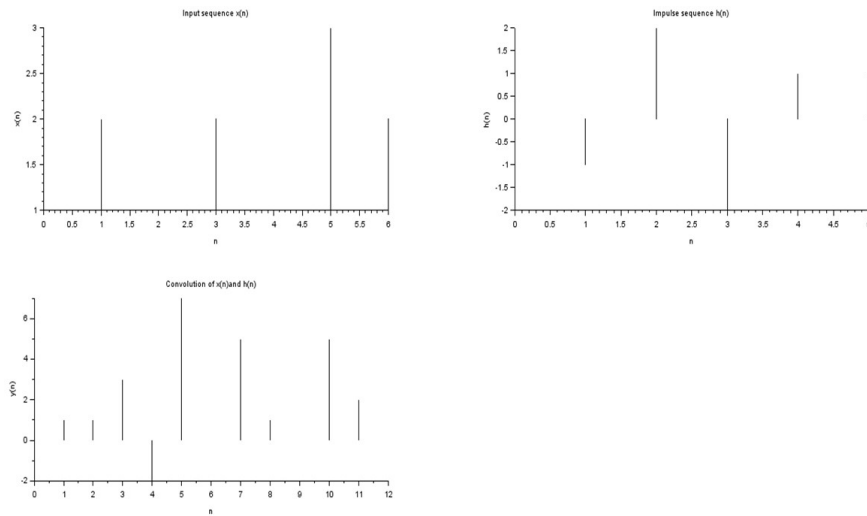 Input sequence x(n)
3
2.5
2
1.5
1
x(n)
0 0.5 1 1.5 2 2.5 3 3.5 4 4.5 5 5.5 6
n
Impulse sequence h(n)
2
1.5
1
0.5
0
-0.5
-1
-1.5
-2
h(n)
0 0.5 1 1.5 2 2.5 3 3.5 4 4.5
n
Convolution of x(n)and h(n)
6
4
2
0
-2
y(n)
0 1 2 3 4 5 6 7 8 9 10 11 12
n